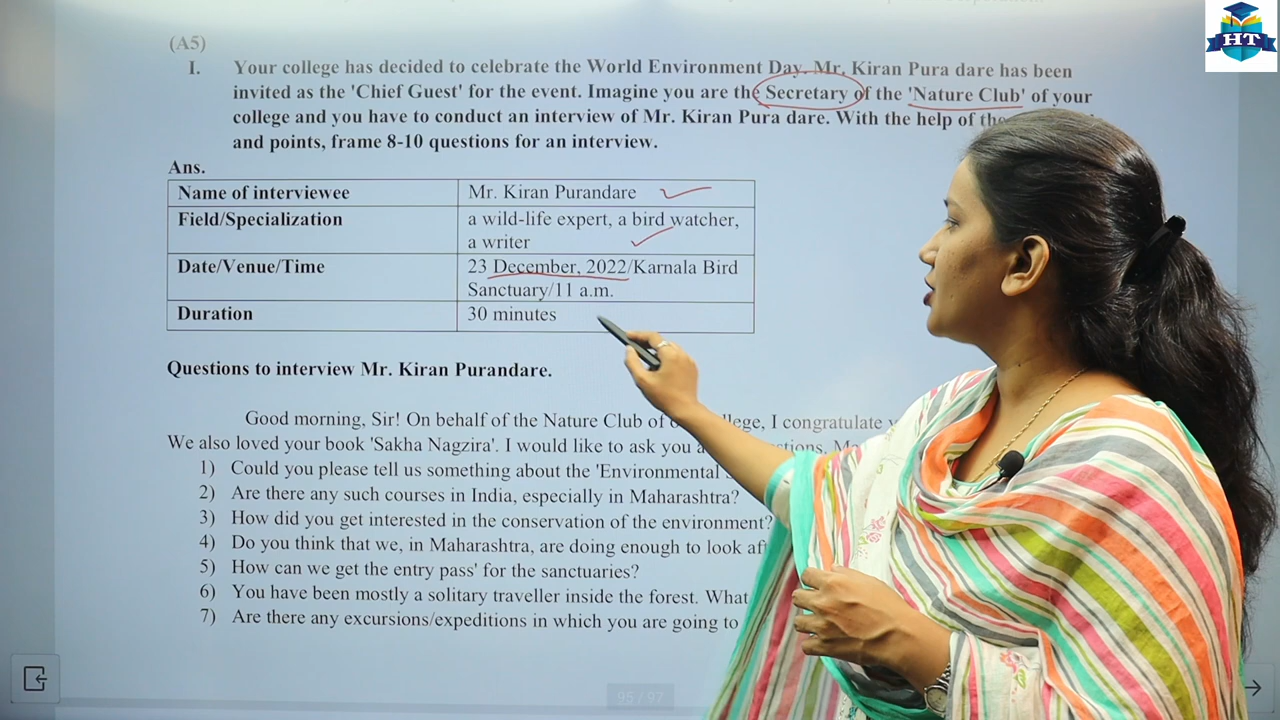 HT
(A5)
I. Your college has decided to celebrate the World Environment Day. Mr. Kiran Pura dare has been
invited as the 'Chief Guest' for the event. Imagine you are the Secretary of the 'Nature Club' of your
college and you have to conduct an interview of Mr. Kiran Pura dare. With the help of the
and points, frame 8-10 questions for an interview.
Ans.
Name of interviewee Mr. Kiran Purandare
Field/Specialization a wild-life expert, a bird watcher,
a writer
Date/Venue/Time 23 December, 2022/Karnala Bird
Sanctuary/11 a.m.
Duration 30 minutes
Questions to interview Mr. Kiran Purandare.
Good morning, Sir! On behalf of the Nature Club of I congratulate
We also loved your book 'Sakha Nagzira'. I would like to ask you
1) Could you please tell us something about the 'Environmental
2) Are there any such courses in India, especially in Maharashtra?
3) How did you get interested in the conservation of the environment?
4) Do you think that we, in Maharashtra, are doing enough to look
5) How can we get the entry pass' for the sanctuaries?
6) You have been mostly a solitary traveller inside the forest. What
7) Are there any excursions/expeditions in which you are going to
95 / 97